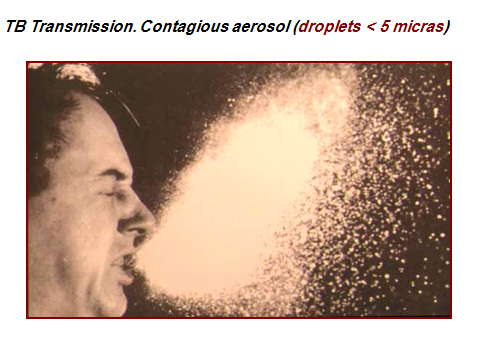 TB Transmission. Contagious aerosol (droplets < 5 micras)